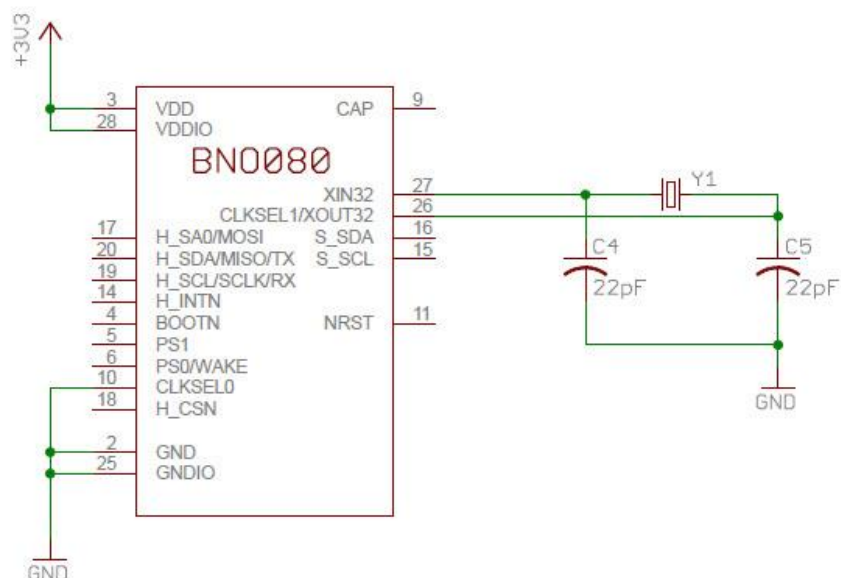 +3V3
3 VDD
28 VDDIO
CAP 9
BNO080
XIN32 27
CLKSEL1/XOUT32 26
17 H_SA0/MOSI
S_SDA 16
20 H_SDA/MISO/TX
S_SCL 15
19 H_SCL/SCLK/RX
14 H_INTN
4 BOOTN
NRST 11
5 PS1
6 PS0/WAKE
10 CLKSEL0
18 H_CSN
2 GND
25 GNDIO
GND
Y1
C4
22pF
C5
22pF
GND